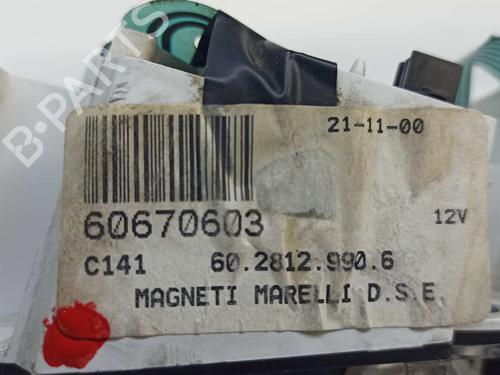 21-11-00
60670603
12V
C141 60.2812.990.6
MAGNETI MARELLI D.S.E.
B-PARTS